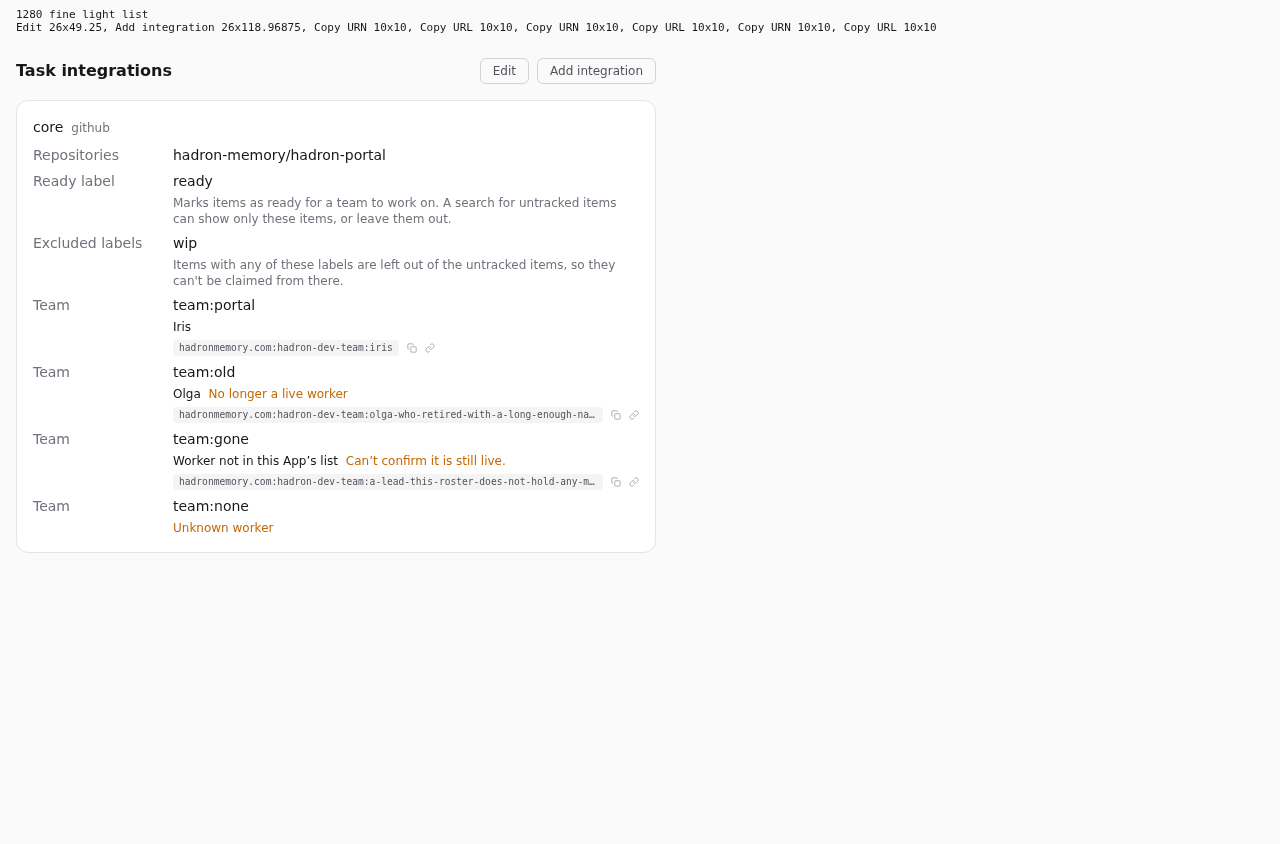 1280 fine light list
Edit 26x49.25, Add integration 26x118.96875, Copy URN 10x10, Copy URL 10x10, Copy URN 10x10, Copy URL 10x10, Copy URN 10x10, Copy URL 10x10
Task integrations
Edit
Add integration
core github
Repositories hadron-memory/hadron-portal
Ready label ready
Marks items as ready for a team to work on. A search for untracked items
can show only these items, or leave them out.
Excluded labels wip
Items with any of these labels are left out of the untracked items, so they
can't be claimed from there.
Team team:portal
Iris
hadronmemory.com:hadron-dev-team:iris
Team team:old
Olga No longer a live worker
hadronmemory.com:hadron-dev-team:olga-who-retired-with-a-long-enough-na…
Team team:gone
Worker not in this App’s list Can’t confirm it is still live.
hadronmemory.com:hadron-dev-team:a-lead-this-roster-does-not-hold-any-m…
Team team:none
Unknown worker